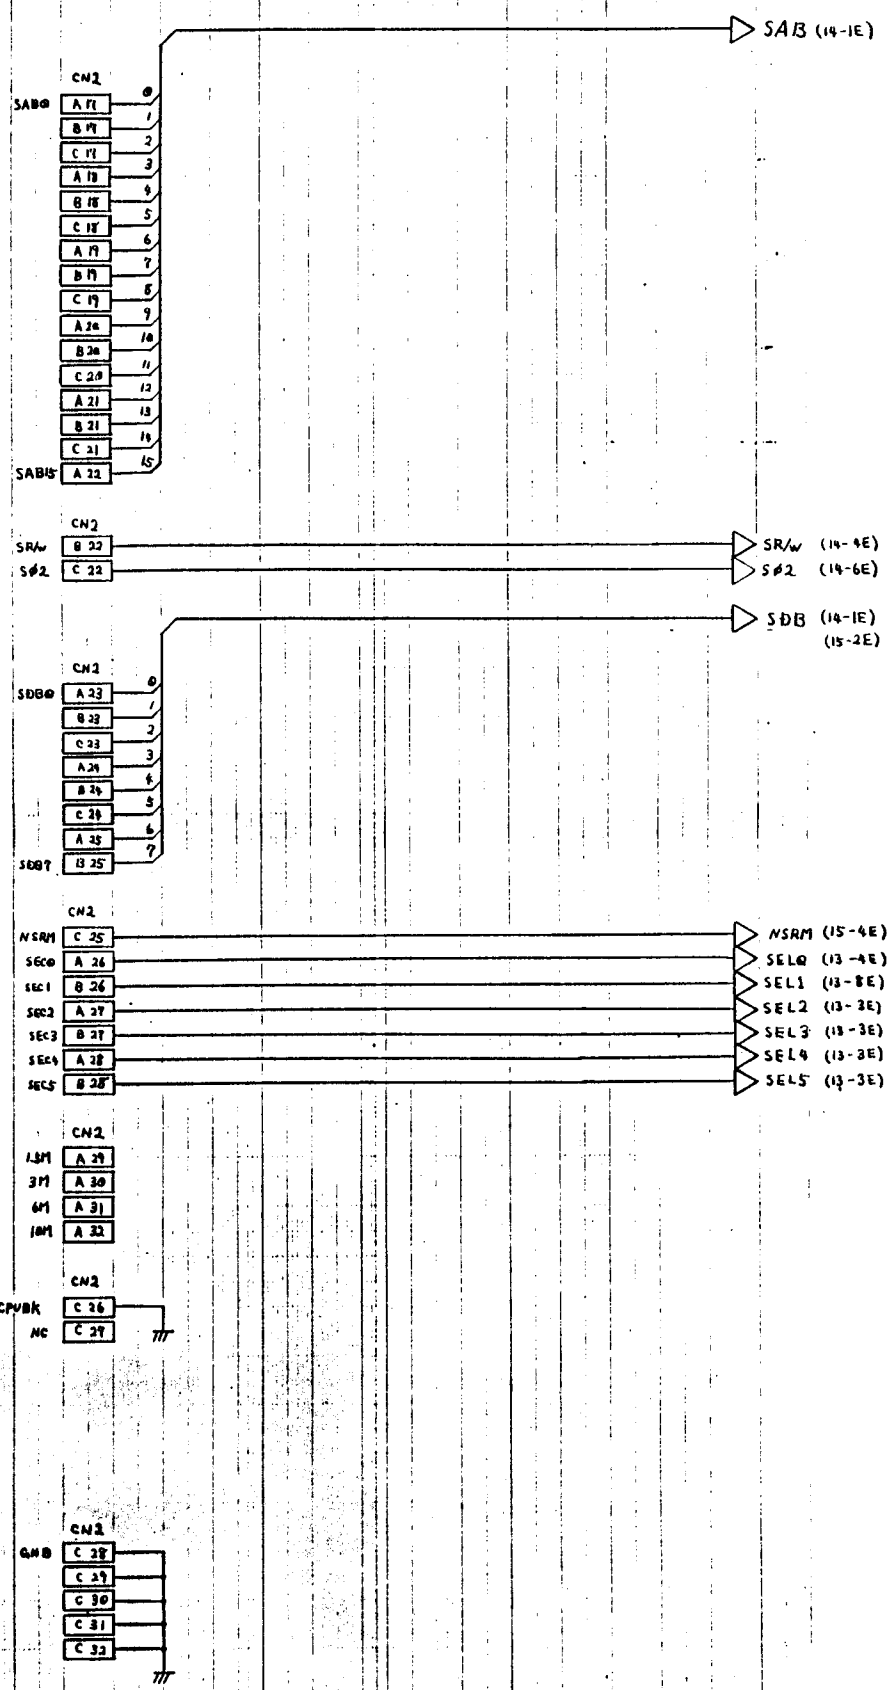 SAB (14-1E)
CN2
SAB0 A 17 0
B 17 1
C 17 2
A 18 3
B 18 4
C 18 5
A 19 6
B 19 7
C 19 8
A 20 9
B 20 10
C 20 11
A 21 12
B 21 13
C 21 14
SAB15 A 22 15
CN2
SR/W B 22 SR/W (14-4E)
Sø2 C 22 Sø2 (14-6E)
SDB (14-1E)
(15-2E)
CN2
SDB0 A 23 0
B 23 1
C 23 2
A 24 3
B 24 4
C 24 5
A 25 6
SDB7 B 25 7
CN2
NSRM C 25 NSRM (15-4E)
SEC0 A 26 SEL0 (13-4E)
SEC1 B 26 SEL1 (13-8E)
SEC2 A 27 SEL2 (13-3E)
SEC3 B 27 SEL3 (13-3E)
SEC4 A 28 SEL4 (13-3E)
SEC5 B 28 SEL5 (13-3E)
CN2
1.5M A 29
3M A 30
6M A 31
A 32
CN2
CPUBK C 26
NC C 27
CN2
GND C 28
C 29
C 30
C 31
C 32